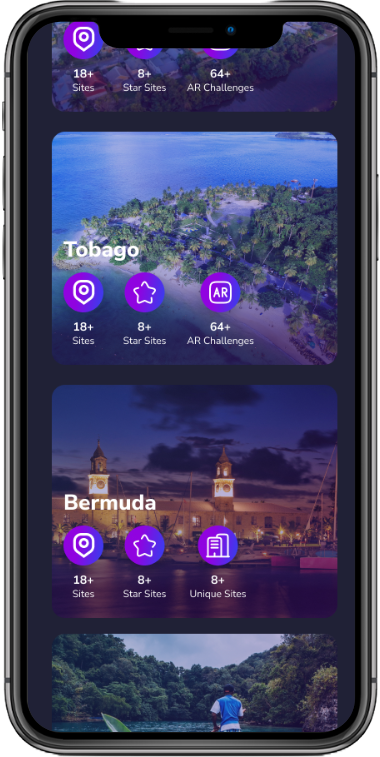 18+ 8+ 64+
Sites Star Sites AR Challenges
Tobago
AR
18+ 8+ 64+
Sites Star Sites AR Challenges
Bermuda
18+ 8+ 8+
Sites Star Sites Unique Sites